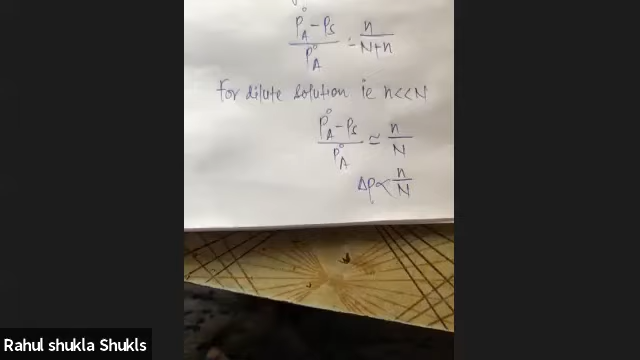 P°A - Ps / P°A = n / N+n
For dilute solution ie n<<N
P°A - Ps / P°A ≃ n / N
Δp ∝ n / N
Rahul shukla Shukls